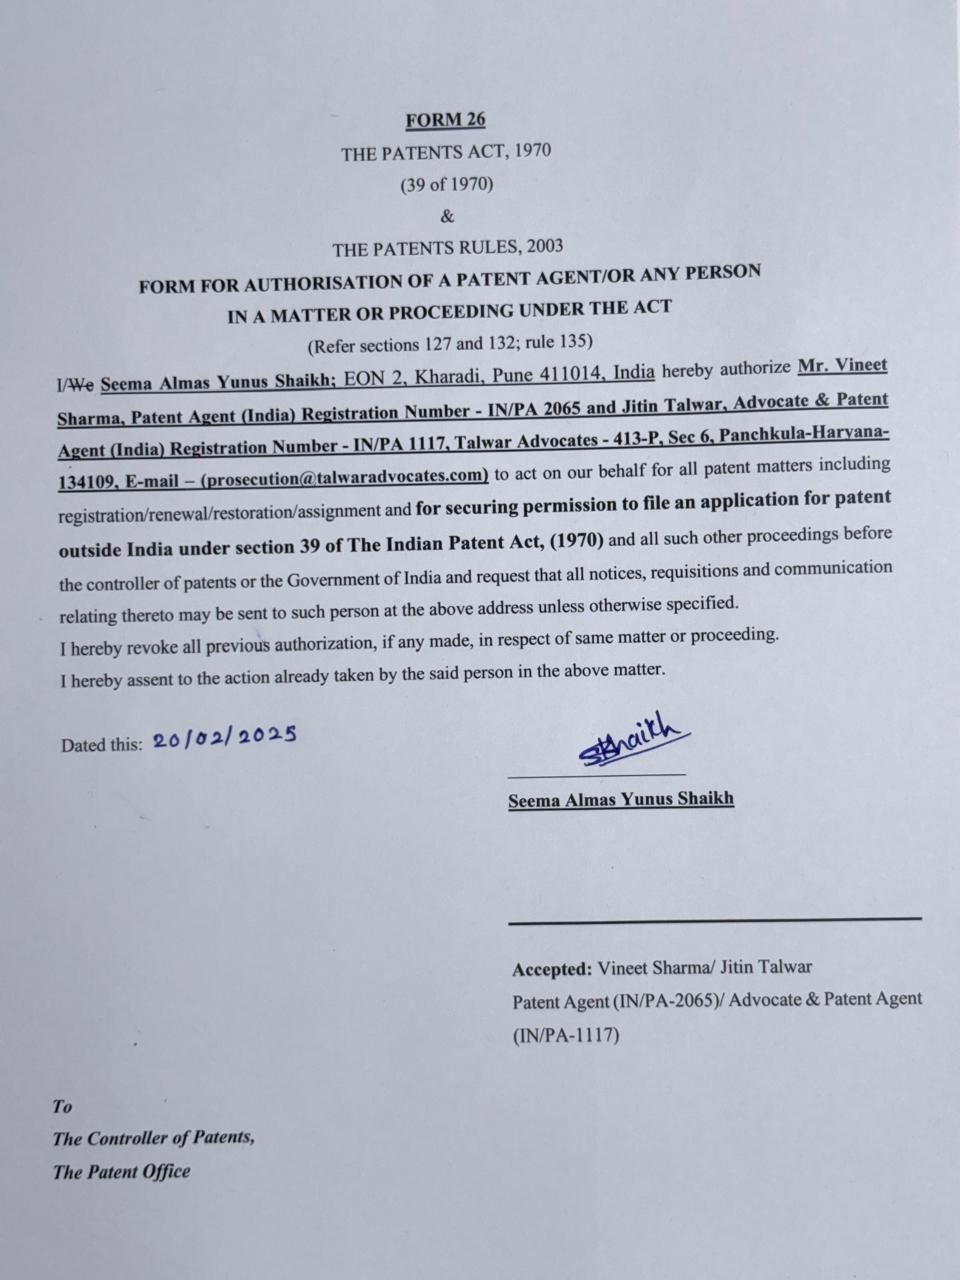 FORM 26
THE PATENTS ACT, 1970
(39 of 1970)
&
THE PATENTS RULES, 2003
FORM FOR AUTHORISATION OF A PATENT AGENT/OR ANY PERSON
IN A MATTER OR PROCEEDING UNDER THE ACT
(Refer sections 127 and 132; rule 135)
I/We Seema Almas Yunus Shaikh; EON 2, Kharadi, Pune 411014, India hereby authorize Mr. Vineet
Sharma, Patent Agent (India) Registration Number - IN/PA 2065 and Jitin Talwar, Advocate & Patent
Agent (India) Registration Number - IN/PA 1117, Talwar Advocates - 413-P, Sec 6, Panchkula-Haryana-
134109, E-mail – (prosecution@talwaradvocates.com) to act on our behalf for all patent matters including
registration/renewal/restoration/assignment and for securing permission to file an application for patent
outside India under section 39 of The Indian Patent Act, (1970) and all such other proceedings before
the controller of patents or the Government of India and request that all notices, requisitions and communication
relating thereto may be sent to such person at the above address unless otherwise specified.
I hereby revoke all previous authorization, if any made, in respect of same matter or proceeding.
I hereby assent to the action already taken by the said person in the above matter.
Dated this: 20/02/2025
SShaikh
Seema Almas Yunus Shaikh
Accepted: Vineet Sharma/ Jitin Talwar
Patent Agent (IN/PA-2065)/ Advocate & Patent Agent
(IN/PA-1117)
To
The Controller of Patents,
The Patent Office